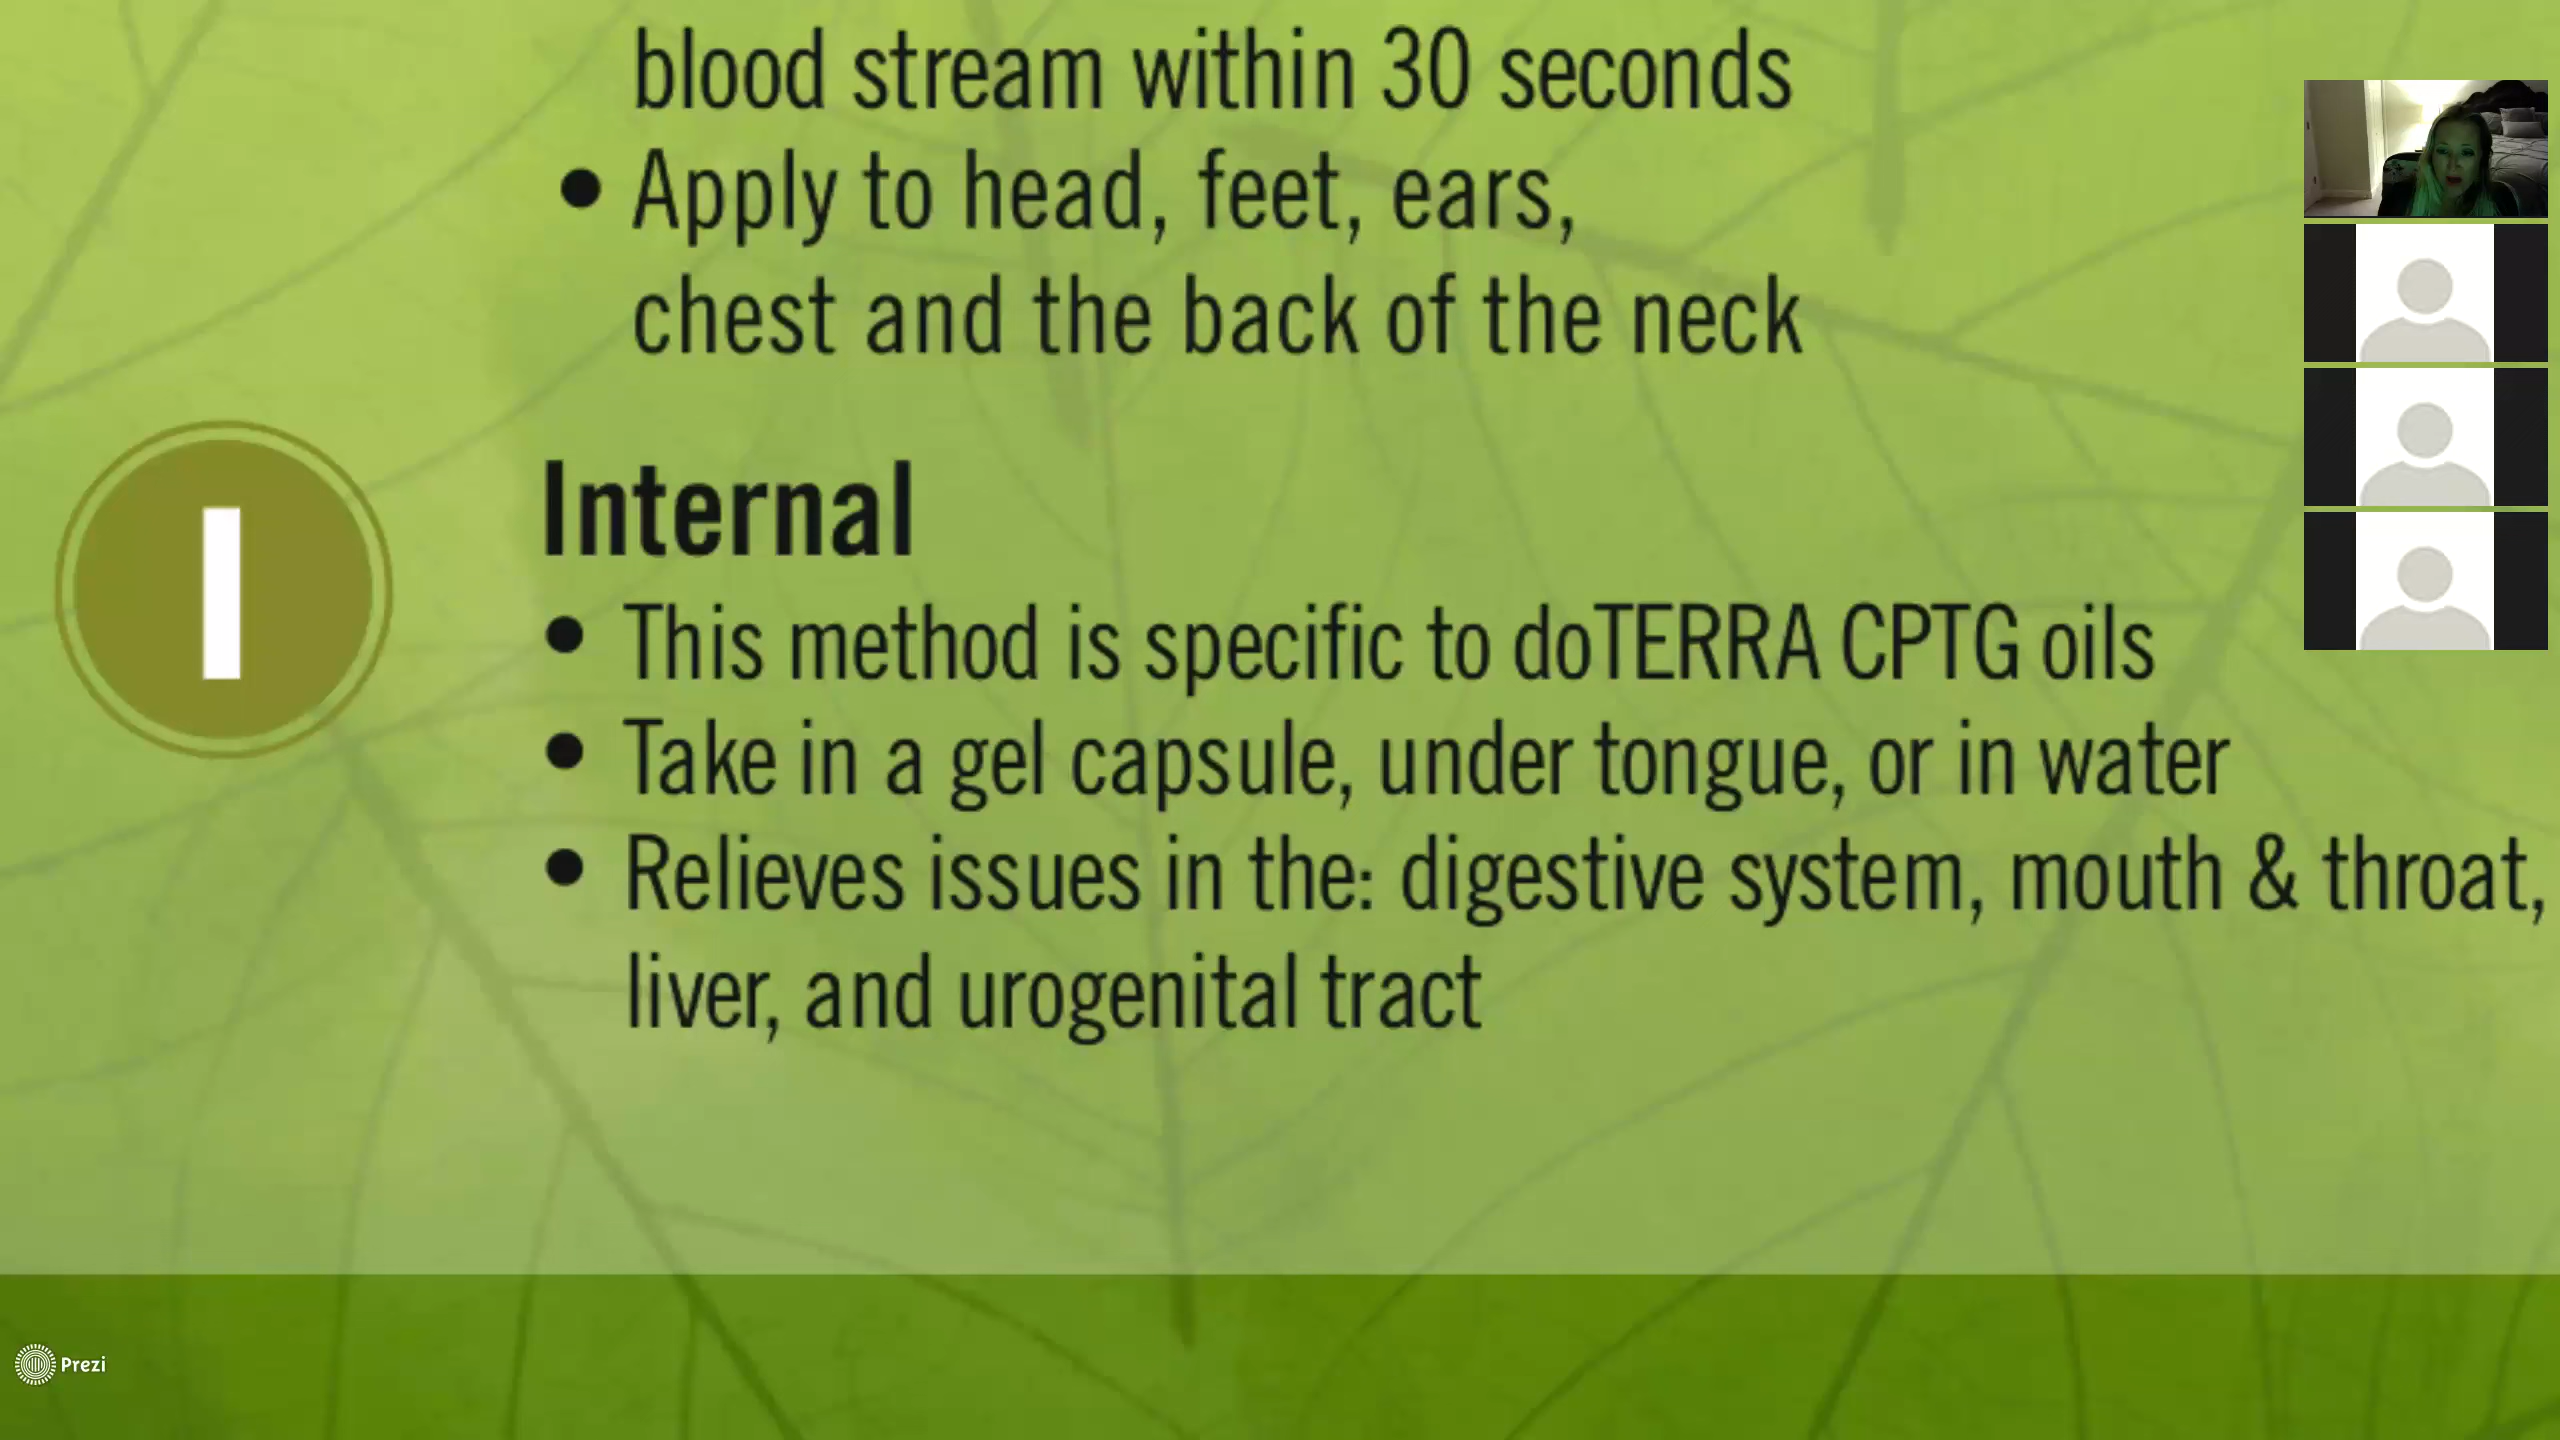 blood stream within 30 seconds
• Apply to head, feet, ears,
chest and the back of the neck
I
Internal
• This method is specific to doTERRA CPTG oils
• Take in a gel capsule, under tongue, or in water
• Relieves issues in the: digestive system, mouth & throat,
liver, and urogenital tract
Prezi